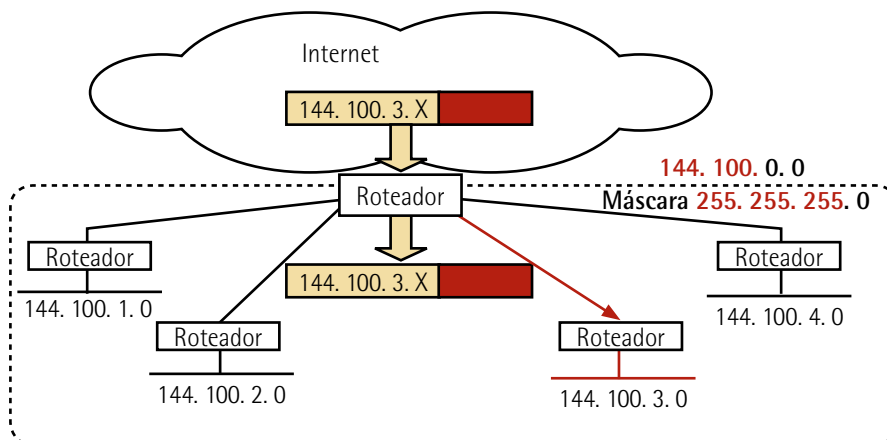 Internet
144. 100. 3. X
144. 100. 0. 0
Roteador
Máscara 255. 255. 255. 0
Roteador
144. 100. 3. X
Roteador
144. 100. 1. 0
144. 100. 4. 0
Roteador
Roteador
144. 100. 2. 0
144. 100. 3. 0